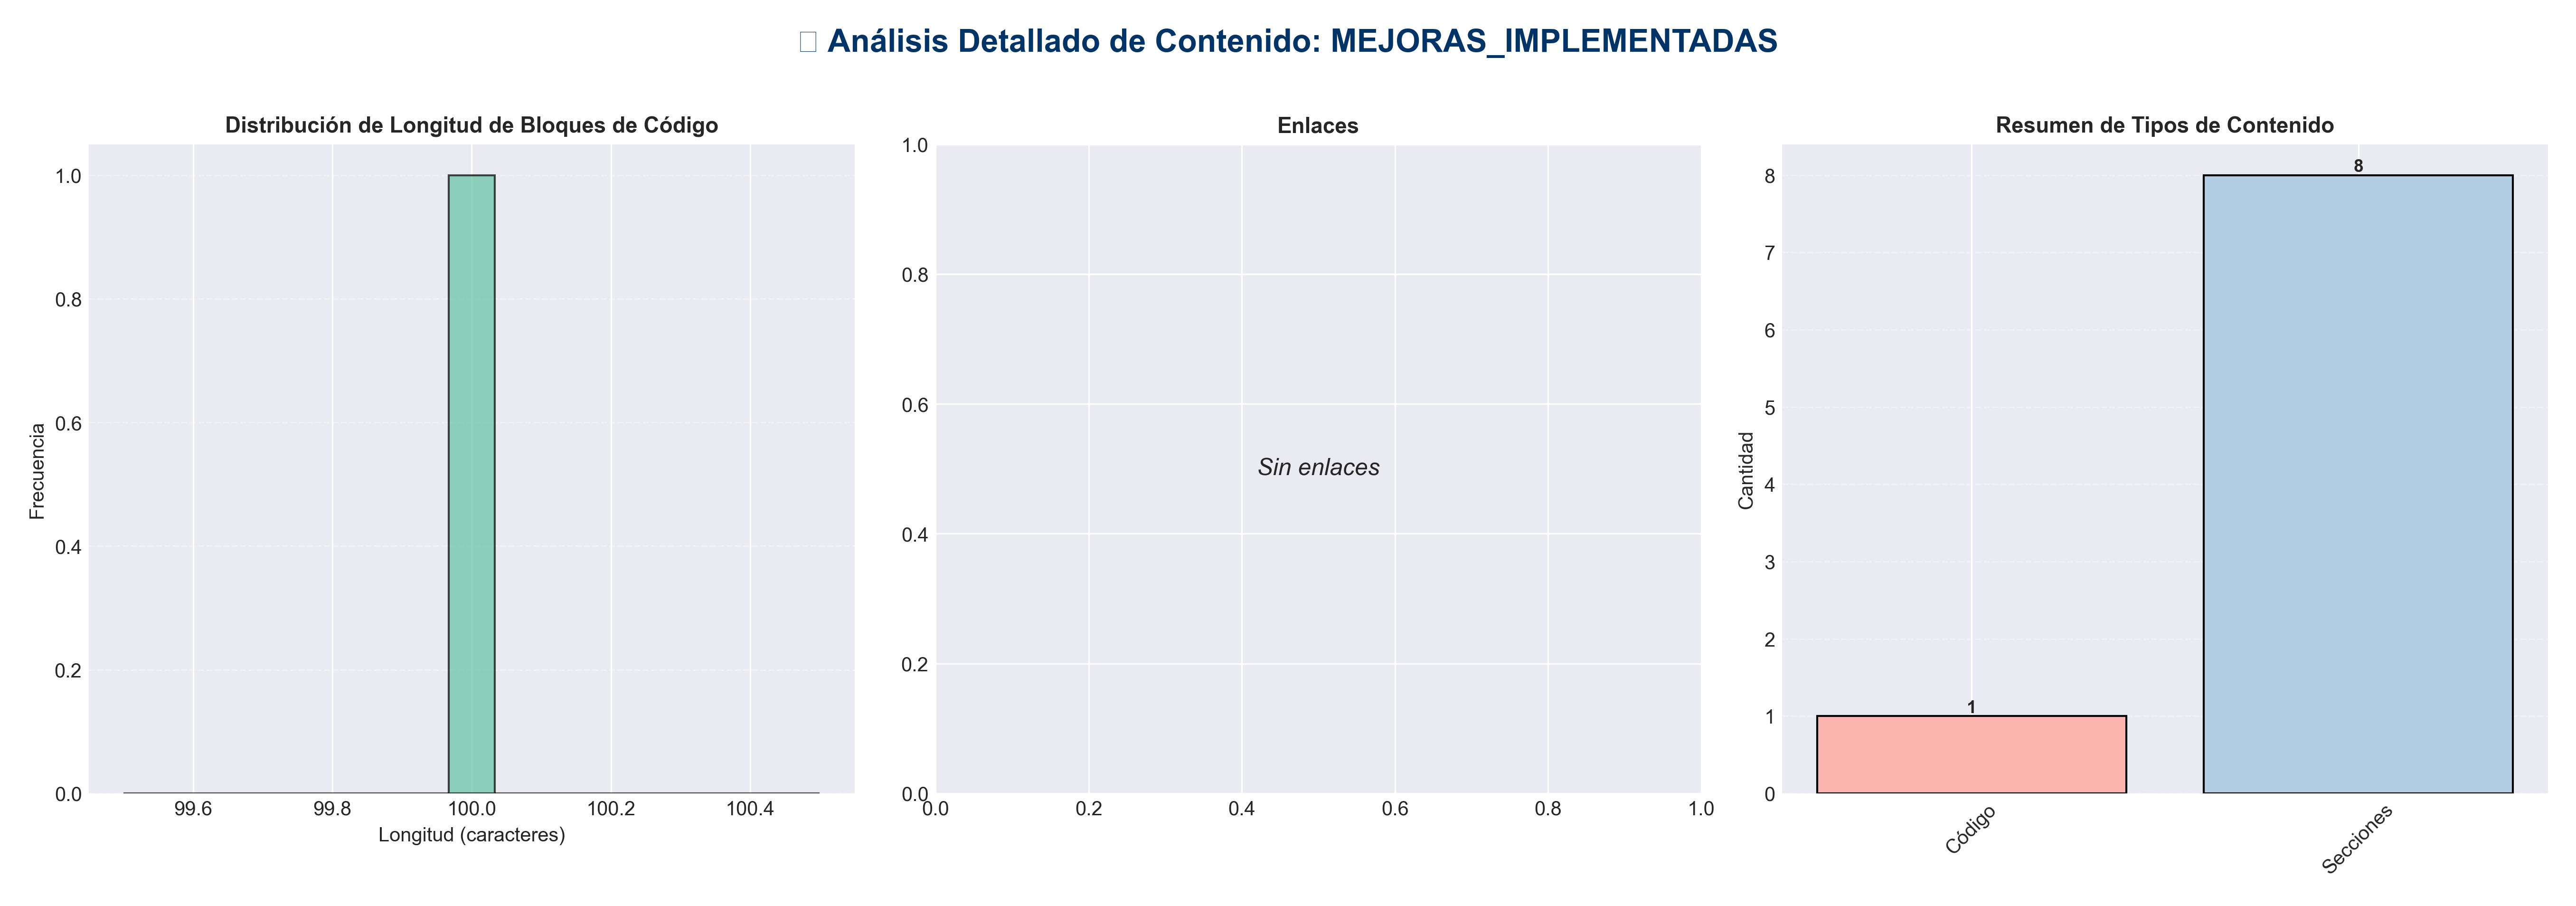 Análisis Detallado de Contenido: MEJORAS_IMPLEMENTADAS
Distribución de Longitud de Bloques de Código
1.0
0.8
0.6
0.4
0.2
0.0
Frecuencia
99.6 99.8 100.0 100.2 100.4
Longitud (caracteres)
Enlaces
1.0
0.8
0.6
0.4
0.2
0.0
Sin enlaces
0.0 0.2 0.4 0.6 0.8 1.0
Resumen de Tipos de Contenido
8
7
6
5
4
3
2
1
0
Cantidad
1
8
Código
Secciones